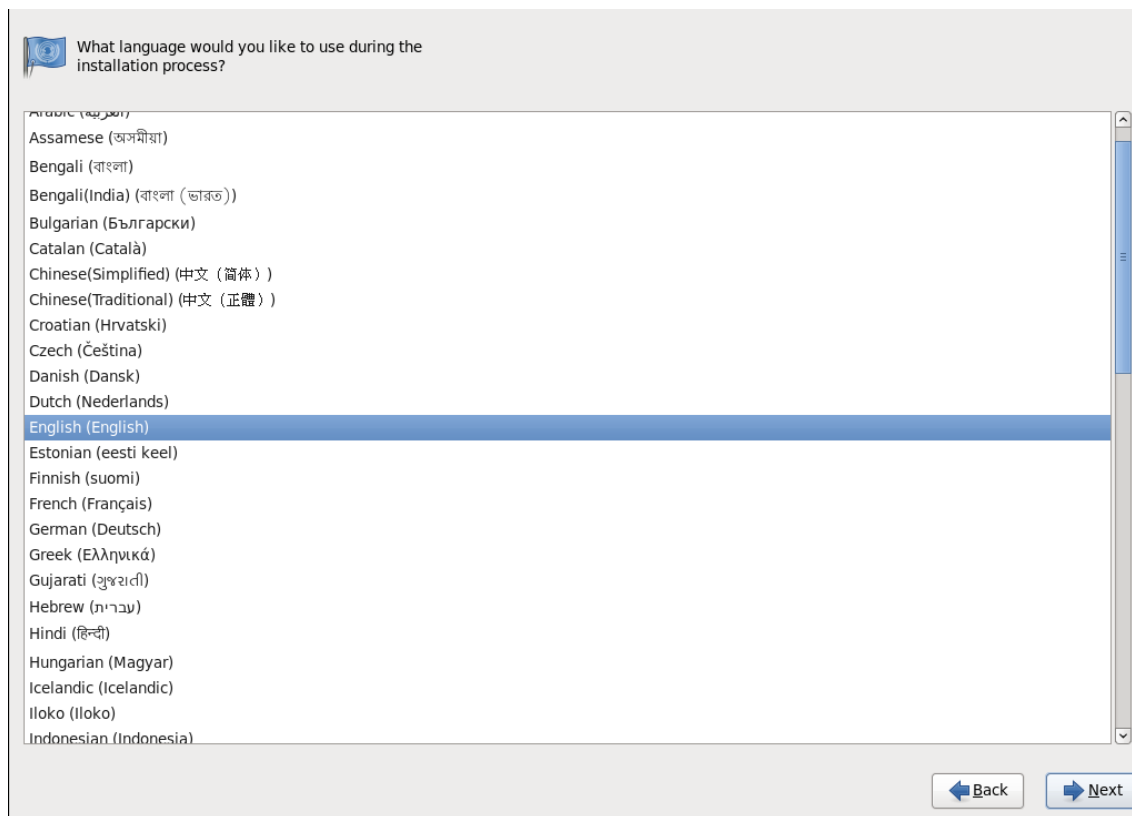 What language would you like to use during the
installation process?
Arabic (العربية)
Assamese (অসমীয়া)
Bengali (বাংলা)
Bengali(India) (বাংলা (ভারত))
Bulgarian (Български)
Catalan (Català)
Chinese(Simplified) (中文（简体）)
Chinese(Traditional) (中文（正體）)
Croatian (Hrvatski)
Czech (Čeština)
Danish (Dansk)
Dutch (Nederlands)
English (English)
Estonian (eesti keel)
Finnish (suomi)
French (Français)
German (Deutsch)
Greek (Ελληνικά)
Gujarati (ગુજરાતી)
Hebrew (עברית)
Hindi (हिन्दी)
Hungarian (Magyar)
Icelandic (Icelandic)
Iloko (Iloko)
Indonesian (Indonesia)
Back Next